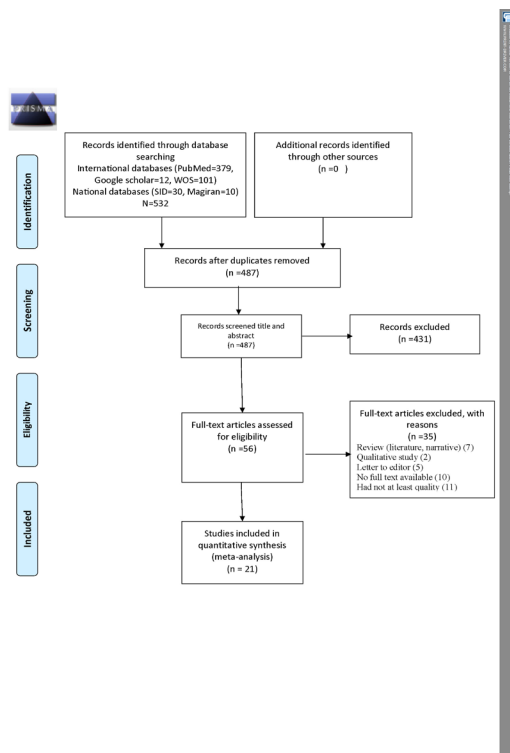 PRISMA
Records identified through database
searching
International databases (PubMed=379,
Google scholar=12, WOS=101)
National databases (SID=30, Magiran=10)
N=532
Additional records identified
through other sources
(n =0   )
Identification
Records after duplicates removed
(n =487)
Screening
Records screened title and
abstract
(n =487)
Records excluded
(n =431)
Eligibility
Full-text articles assessed
for eligibility
(n =56)
Full-text articles excluded, with
reasons
(n =35)
Review (literature, narrative) (7)
Qualitative study (2)
Letter to editor (5)
No full text available (10)
Had not at least quality (11)
Included
Studies included in
quantitative synthesis
(meta-analysis)
(n = 21)